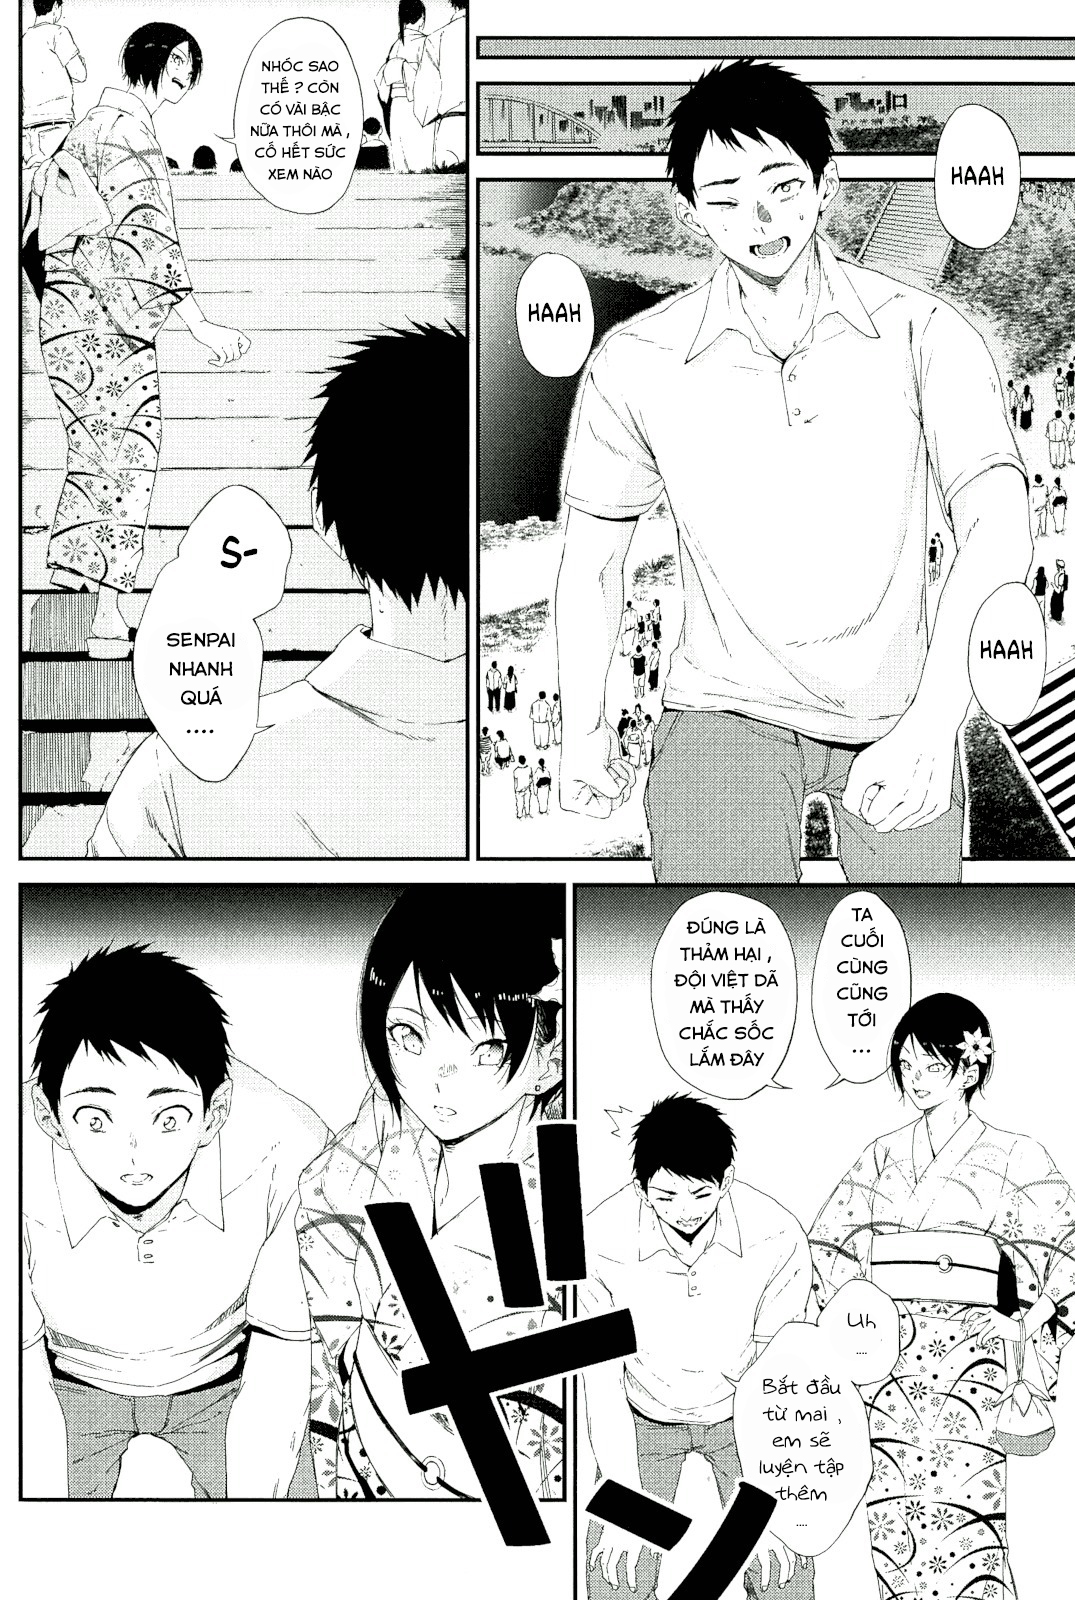 HAAH
HAAH
HAAH
NHÓC SAO
THẾ ? CÒN
CÓ VÀI BẬC
NỮA THÔI MÀ ,
CỐ HẾT SỨC
XEM NÀO
S-
SENPAI
NHANH
QUÁ
....
TA
CUỐI
CÙNG
CŨNG
TỚI
...
ĐÚNG LÀ
THẢM HẠI ,
ĐỘI VIỆT DÃ
MÀ THẤY
CHẮC SỐC
LẮM ĐÂY
Uh
....
Bắt đầu
từ mai ,
em sẽ
luyện tập
thêm
....
ドン